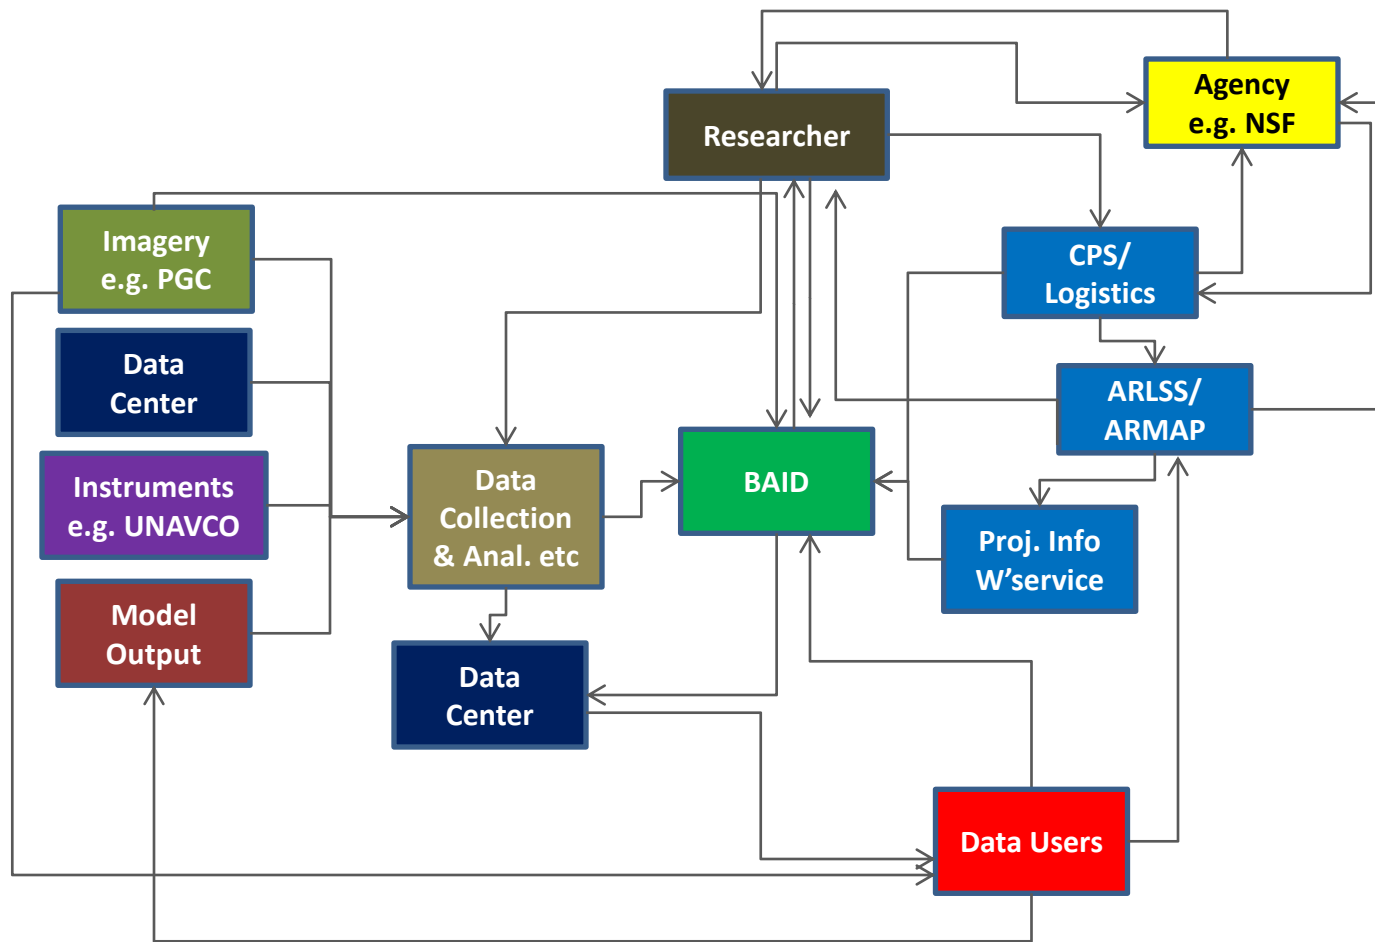 Agency
e.g. NSF
Researcher
Imagery
e.g. PGC
CPS/
Logistics
Data
Center
ARLSS/
ARMAP
Instruments
e.g. UNAVCO
Data
Collection
& Anal. etc
BAID
Proj. Info
W’service
Model
Output
Data
Center
Data Users